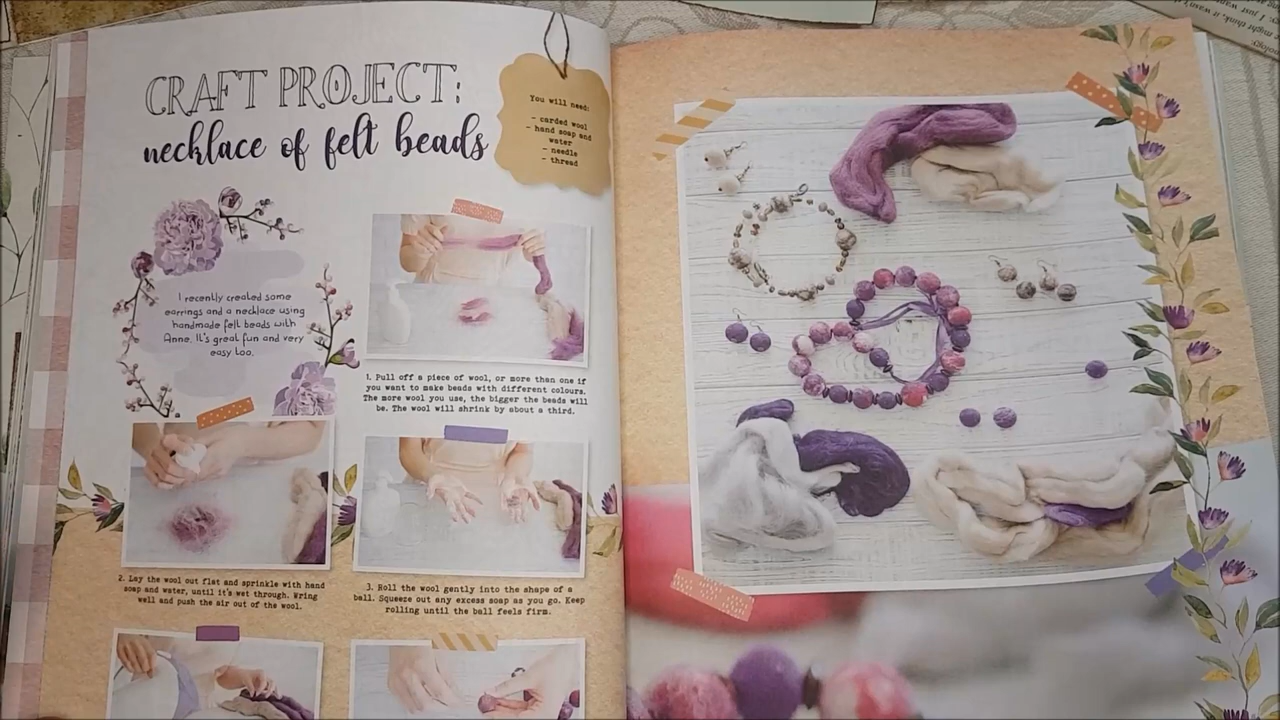 CRAFT PROJECT:
necklace of felt beads
You will need:
- carded wool
- hand soap and
water
- needle
- thread
I recently created some
earrings and a necklace using
handmade felt beads with
Anne. It's great fun and very
easy too.
1. Pull off a piece of wool, or more than one if
you want to make beads with different colours.
The more wool you use, the bigger the beads will
be. The wool will shrink by about a third.
2. Lay the wool out flat and sprinkle with hand
soap and water, until it's wet through. Wring
well and push the air out of the wool.
3. Roll the wool gently into the shape of a
ball. Squeeze out any excess soap as you go. Keep
rolling until the ball feels firm.